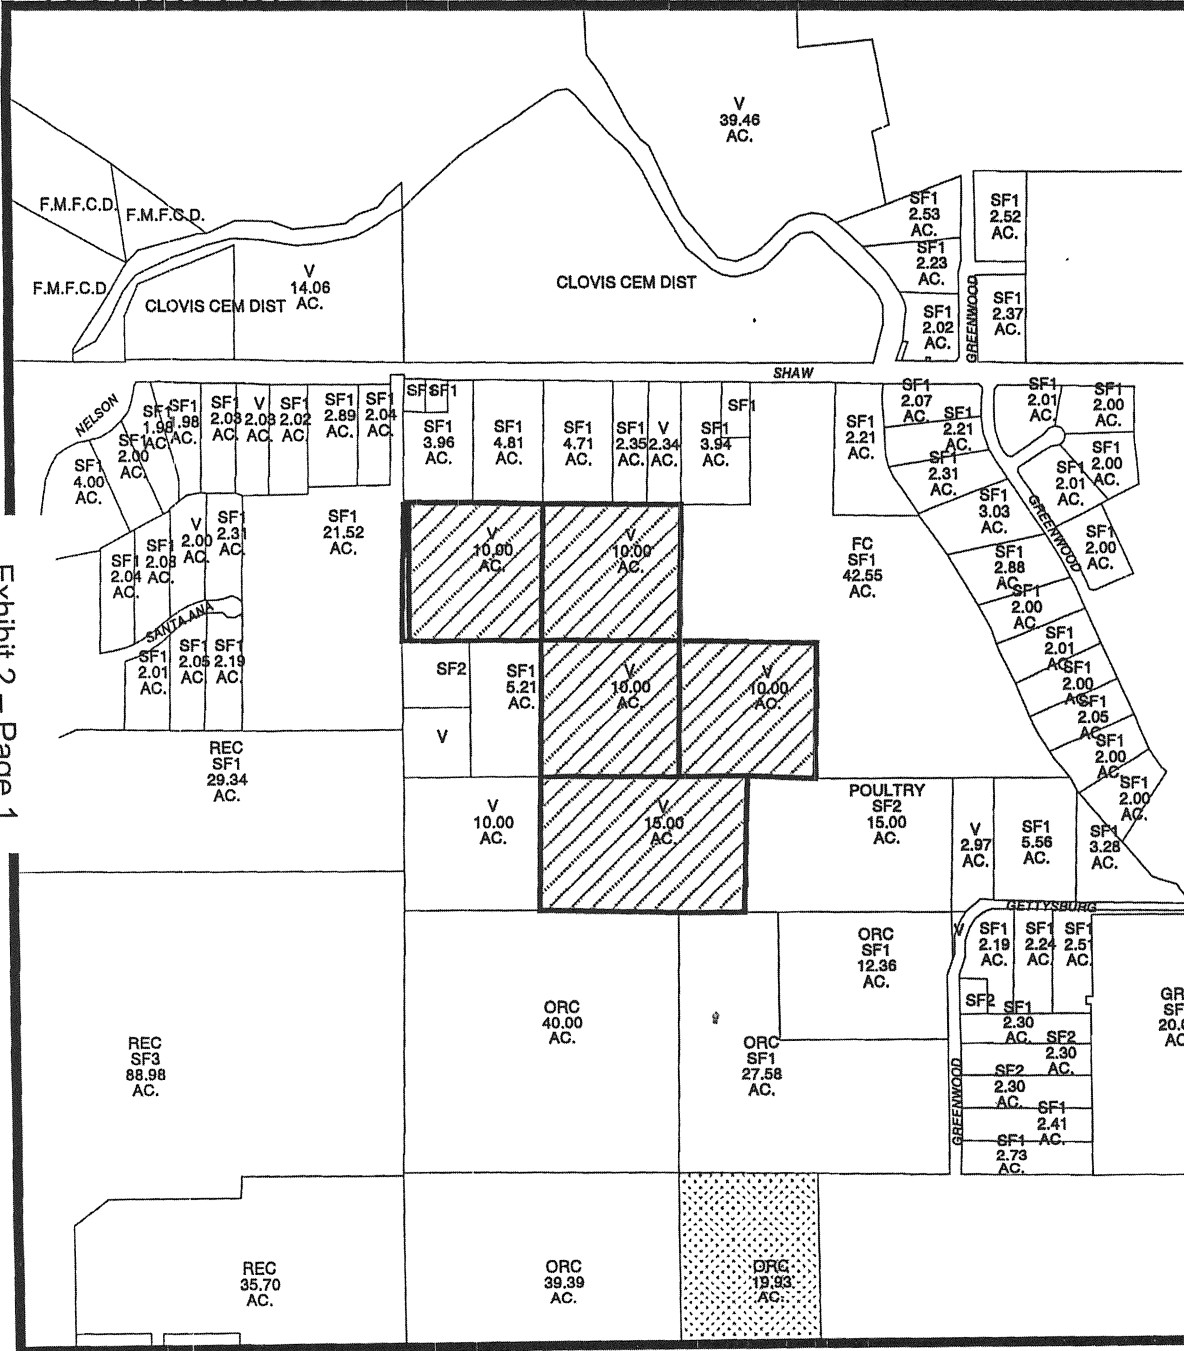 V
39.46
AC.
F.M.F.C.D.
F.M.F.C.D.
F.M.F.C.D.
CLOVIS CEM DIST
V
14.06
AC.
CLOVIS CEM DIST
SF1
2.53
AC.
SF1
2.23
AC.
SF1
2.02
AC.
GREENWOOD
SF1
2.52
AC.
SF1
2.37
AC.
SHAW
NELSON
SF1
4.00
AC.
SF1
2.00
AC.
SF1
1.98
AC.
SF1
1.98
AC.
SF1
2.03
AC.
V
2.03
AC.
SF1
2.02
AC.
SF1
2.89
AC.
SF1
2.04
AC.
SF1
SF1
3.96
AC.
SF1
4.81
AC.
SF1
4.71
AC.
SF1
2.35
AC.
V
2.34
AC.
SF1
3.94
AC.
SF1
SF1
2.21
AC.
SF1
2.07
AC.
SF1
2.21
AC.
SF1
2.31
AC.
SF1
3.03
AC.
SF1
2.01
AC.
SF1
2.00
AC.
SF1
2.00
AC.
SF1
2.01
AC.
SF1
2.00
AC.
GREENWOOD
SF1
2.04
AC.
SF1
2.08
AC.
V
2.00
AC.
SF1
2.31
AC.
SF1
21.52
AC.
SANTA ANA
SF1
2.01
AC.
SF1
2.05
AC.
SF1
2.19
AC.
V
10.00
AC.
V
10.00
AC.
FC
SF1
42.55
AC.
SF1
2.88
AC.
SF1
2.00
AC.
SF1
2.01
AC.
SF1
2.00
AC.
SF1
2.05
AC.
SF1
2.00
AC.
SF1
2.00
AC.
SF2
V
SF1
5.21
AC.
V
10.00
AC.
V
10.00
AC.
REC
SF1
29.34
AC.
V
10.00
AC.
V
15.00
AC.
POULTRY
SF2
15.00
AC.
V
2.97
AC.
SF1
5.56
AC.
SF1
3.28
AC.
GETTYSBURG
V
SF1
2.19
AC.
SF1
2.24
AC.
SF1
2.51
AC.
SF2
SF1
2.30
AC.
SF2
2.30
AC.
SF2
2.30
AC.
SF1
2.41
AC.
SF1
2.73
AC.
GREENWOOD
ORC
SF1
12.36
AC.
ORC
40.00
AC.
ORC
SF1
27.58
AC.
REC
SF3
88.98
AC.
REC
35.70
AC.
ORC
39.39
AC.
ORC
19.93
AC.
Exhibit 2 – Page 1